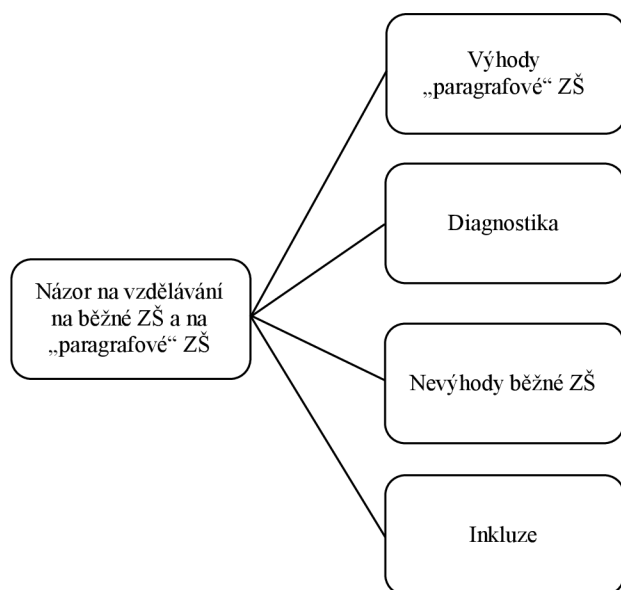 Výhody
„paragrafové“ ZŠ
Diagnostika
Názor na vzdělávání
na běžné ZŠ a na
„paragrafové“ ZŠ
Nevýhody běžné ZŠ
Inkluze